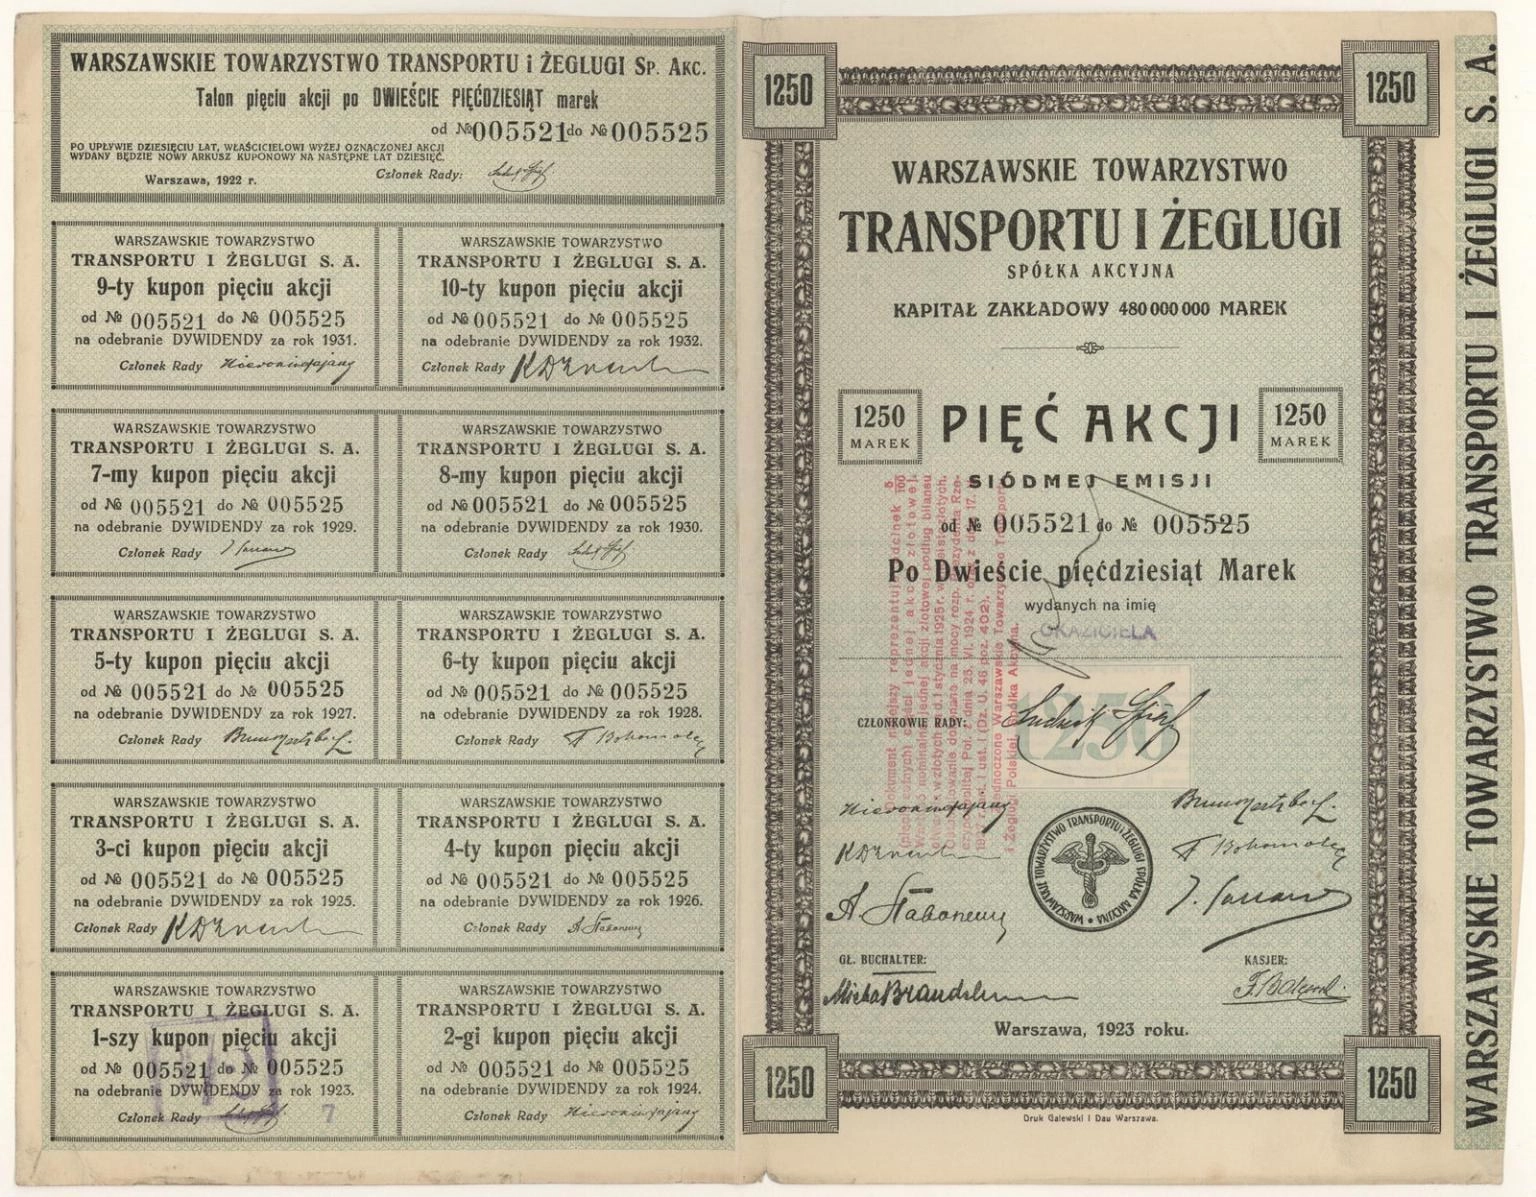 WARSZAWSKIE TOWARZYSTWO TRANSPORTU i ŻEGLUGI SP. AKC.
Talon pięciu akcji po DWIEŚCIE PIĘĆDZIESIĄT marek
od № 005521 do № 005525
PO UPŁYWIE DZIESIĘCIU LAT, WŁAŚCICIELOWI WYŻEJ OZNACZONEJ AKCJI
WYDANY BĘDZIE NOWY ARKUSZ KUPONOWY NA NASTĘPNE LAT DZIESIĘĆ.
Warszawa, 1922 r.
Członek Rady:
WARSZAWSKIE TOWARZYSTWO
TRANSPORTU I ŻEGLUGI S. A.
9-ty kupon pięciu akcji
od № 005521 do № 005525
na odebranie DYWIDENDY za rok 1931.
Członek Rady
WARSZAWSKIE TOWARZYSTWO
TRANSPORTU I ŻEGLUGI S. A.
10-ty kupon pięciu akcji
od № 005521 do № 005525
na odebranie DYWIDENDY za rok 1932.
Członek Rady
WARSZAWSKIE TOWARZYSTWO
TRANSPORTU I ŻEGLUGI S. A.
7-my kupon pięciu akcji
od № 005521 do № 005525
na odebranie DYWIDENDY za rok 1929.
Członek Rady
WARSZAWSKIE TOWARZYSTWO
TRANSPORTU I ŻEGLUGI S. A.
8-my kupon pięciu akcji
od № 005521 do № 005525
na odebranie DYWIDENDY za rok 1930.
Członek Rady
WARSZAWSKIE TOWARZYSTWO
TRANSPORTU I ŻEGLUGI S. A.
5-ty kupon pięciu akcji
od № 005521 do № 005525
na odebranie DYWIDENDY za rok 1927.
Członek Rady
WARSZAWSKIE TOWARZYSTWO
TRANSPORTU I ŻEGLUGI S. A.
6-ty kupon pięciu akcji
od № 005521 do № 005525
na odebranie DYWIDENDY za rok 1928.
Członek Rady
WARSZAWSKIE TOWARZYSTWO
TRANSPORTU I ŻEGLUGI S. A.
3-ci kupon pięciu akcji
od № 005521 do № 005525
na odebranie DYWIDENDY za rok 1925.
Członek Rady
WARSZAWSKIE TOWARZYSTWO
TRANSPORTU I ŻEGLUGI S. A.
4-ty kupon pięciu akcji
od № 005521 do № 005525
na odebranie DYWIDENDY za rok 1926.
Członek Rady
WARSZAWSKIE TOWARZYSTWO
TRANSPORTU I ŻEGLUGI S. A.
1-szy kupon pięciu akcji
od № 005521 do № 005525
na odebranie DYWIDENDY za rok 1923.
Członek Rady
7
WARSZAWSKIE TOWARZYSTWO
TRANSPORTU I ŻEGLUGI S. A.
2-gi kupon pięciu akcji
od № 005521 do № 005525
na odebranie DYWIDENDY za rok 1924.
Członek Rady
1250
1250
WARSZAWSKIE TOWARZYSTWO
TRANSPORTU I ŻEGLUGI
SPÓŁKA AKCYJNA
KAPITAŁ ZAKŁADOWY 480 000 000 MAREK
1250
MAREK
PIĘĆ AKCJI
1250
MAREK
SIÓDMEJ EMISJI
od № 005521 do № 005525
Po Dwieście pięćdziesiąt Marek
wydanych na imię
OKAZICIELA
1250
CZŁONKOWIE RADY:
WARSZAWSKIE TOWARZYSTWO TRANSPORTU I ŻEGLUGI SPÓŁKA AKCYJNA
GŁ. BUCHALTER:
KASJER:
Warszawa, 1923 roku.
1250
1250
Druk Galewski i Dau Warszawa.
WARSZAWSKIE TOWARZYSTWO TRANSPORTU I ŻEGLUGI S. A.